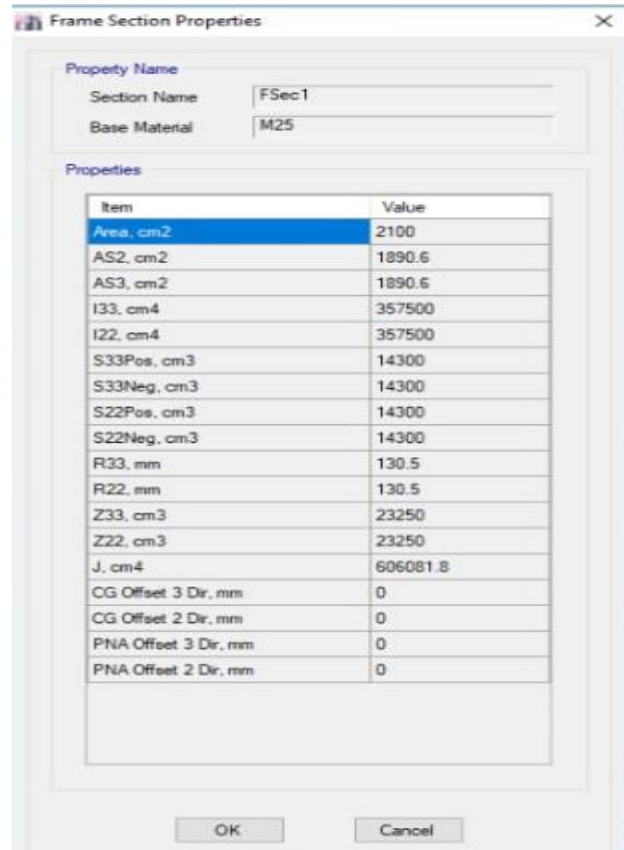 Frame Section Properties
Property Name
Section Name FSec1
Base Material M25
Properties
Item Value
Area, cm2 2100
AS2, cm2 1890.6
AS3, cm2 1890.6
I33, cm4 357500
I22, cm4 357500
S33Pos, cm3 14300
S33Neg, cm3 14300
S22Pos, cm3 14300
S22Neg, cm3 14300
R33, mm 130.5
R22, mm 130.5
Z33, cm3 23250
Z22, cm3 23250
J, cm4 606081.8
CG Offset 3 Dir, mm 0
CG Offset 2 Dir, mm 0
PNA Offset 3 Dir, mm 0
PNA Offset 2 Dir, mm 0
OK Cancel